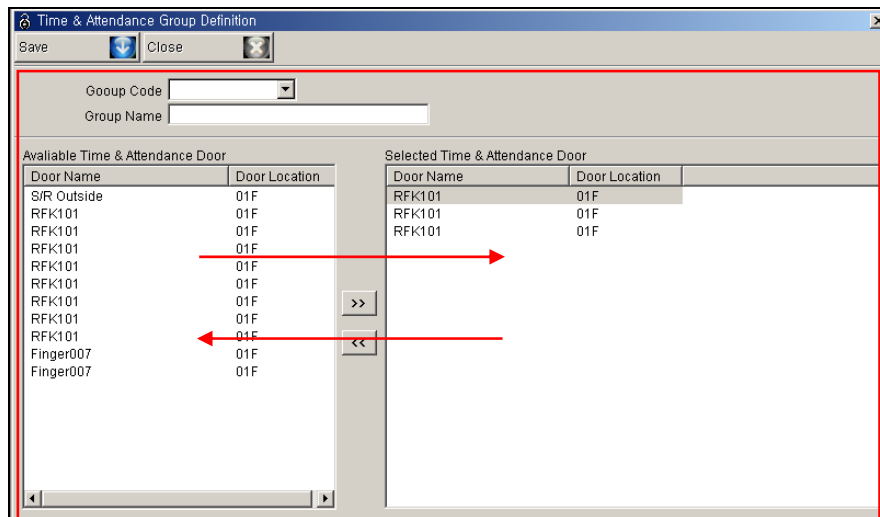 Time & Attendance Group Definition
Save Close
Gooup Code
Group Name
Avaliable Time & Attendance Door
Door Name Door Location
S/R Outside 01F
RFK101 01F
RFK101 01F
RFK101 01F
RFK101 01F
RFK101 01F
RFK101 01F
RFK101 01F
RFK101 01F
Finger007 01F
Finger007 01F
>>
<<
Selected Time & Attendance Door
Door Name Door Location
RFK101 01F
RFK101 01F
RFK101 01F